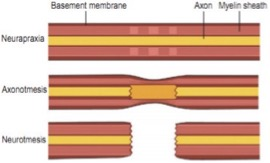 Basement membrane Axon Myelin sheath
Neurapraxia
Axonotmesis
Neurotmesis